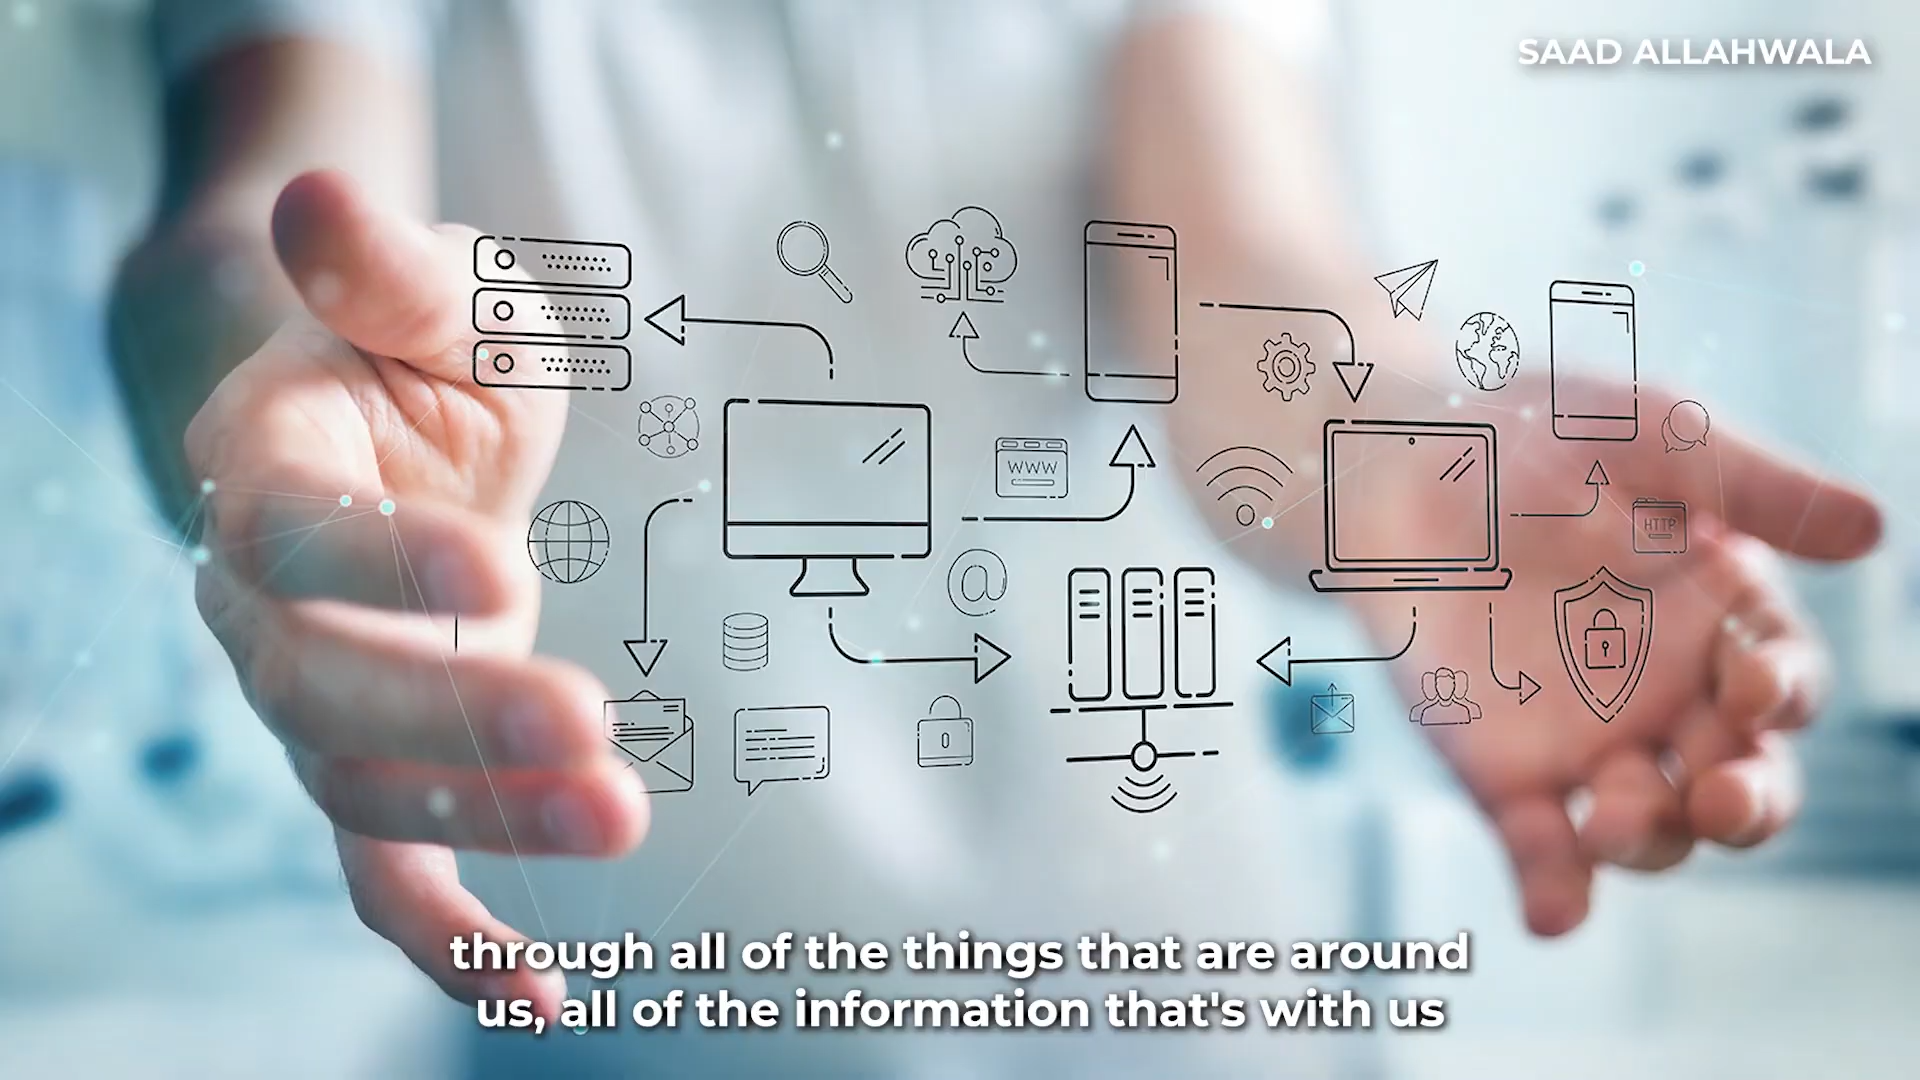 SAAD ALLAHWALA
WWW
HTTP
@
through all of the things that are around
us, all of the information that's with us